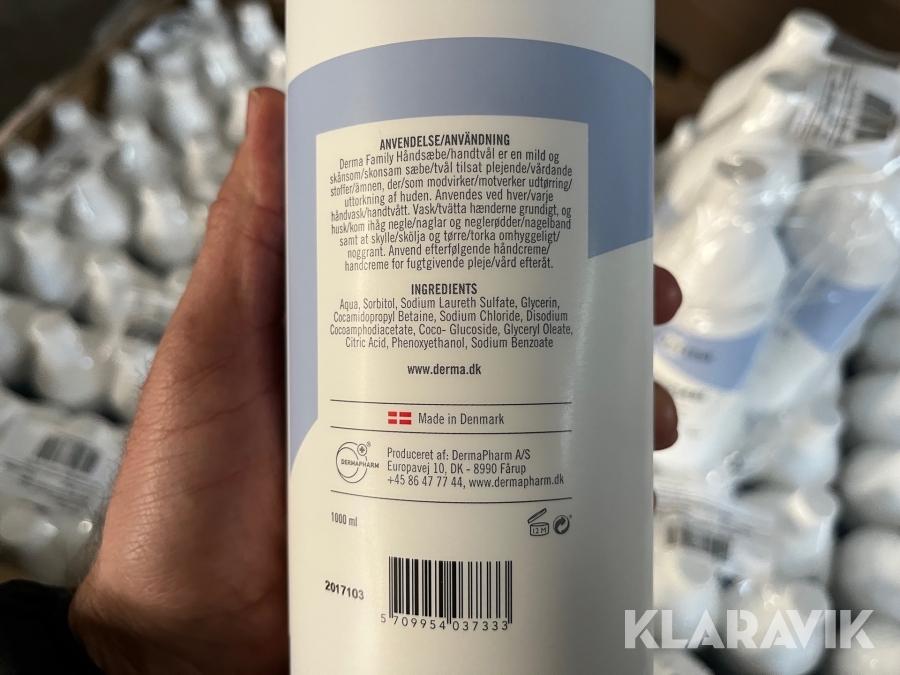 ANVENDELSE/ANVÄNDNING
Derma Family Håndsæbe/handtvål er en mild og
skånsom/skonsam sæbe/tvål tilsat plejende/vårdande
stoffer/ämnen, der/som modvirker/motverker udtørring/
uttorkning af huden. Anvendes ved hver/varje
håndvask/handtvått. Vask/tvätta hænderne grundigt, og
husk/kom ihåg negle/naglar og neglerødder/nagelband
samt at skylle/skölja og tørre/torka omhyggeligt/
noggrant. Anvend efterfølgende håndcreme/
handcreme for fugtgivende pleje/vård efteråt.
INGREDIENTS
Aqua, Sorbitol, Sodium Laureth Sulfate, Glycerin,
Cocamidopropyl Betaine, Sodium Chloride, Disodium
Cocoamphodiacetate, Coco- Glucoside, Glyceryl Oleate,
Citric Acid, Phenoxyethanol, Sodium Benzoate
www.derma.dk
Made in Denmark
DERMAPHARM
Produceret af: DermaPharm A/S
Europavej 10, DK - 8990 Fårup
+45 86 47 77 44, www.dermapharm.dk
1000 ml
12 M
2017103
5 709954 037333
KLARAVIK